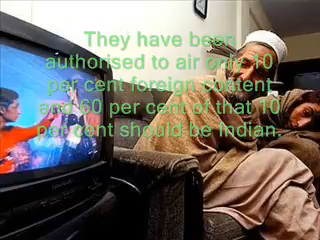 They have been
authorised to air only 10
per cent foreign content
and 60 per cent of that 10
per cent should be Indian.